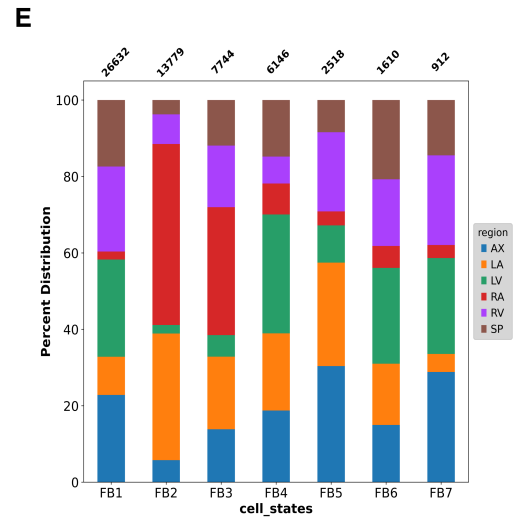 E
26632 13779 7744 6146 2518 1610 912
100
80
60
40
20
0
Percent Distribution
FB1 FB2 FB3 FB4 FB5 FB6 FB7
cell_states
region
AX
LA
LV
RA
RV
SP